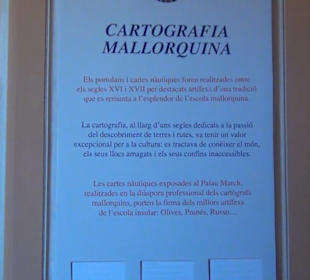 CARTOGRAFIA
MALLORQUINA
Els portolans i cartes nàutiques foren realitzades entre
els segles XVI i XVII per destacats artífexs d'una tradició
que es remunta a l'esplendor de l'escola mallorquina.
La cartografia, al llarg d'uns segles dedicats a la passió
del descobriment de terres i rutes, va tenir un valor
excepcional per a la cultura: es tractava de conèixer el món,
els seus llocs amagats i els seus confins inaccessibles.
Les cartes nàutiques exposades al Palau March,
realitzades en la diàspora professional dels cartògrafs
mallorquins, porten la firma dels millors artífexs
de l'escola insular: Olives, Prunés, Russo…